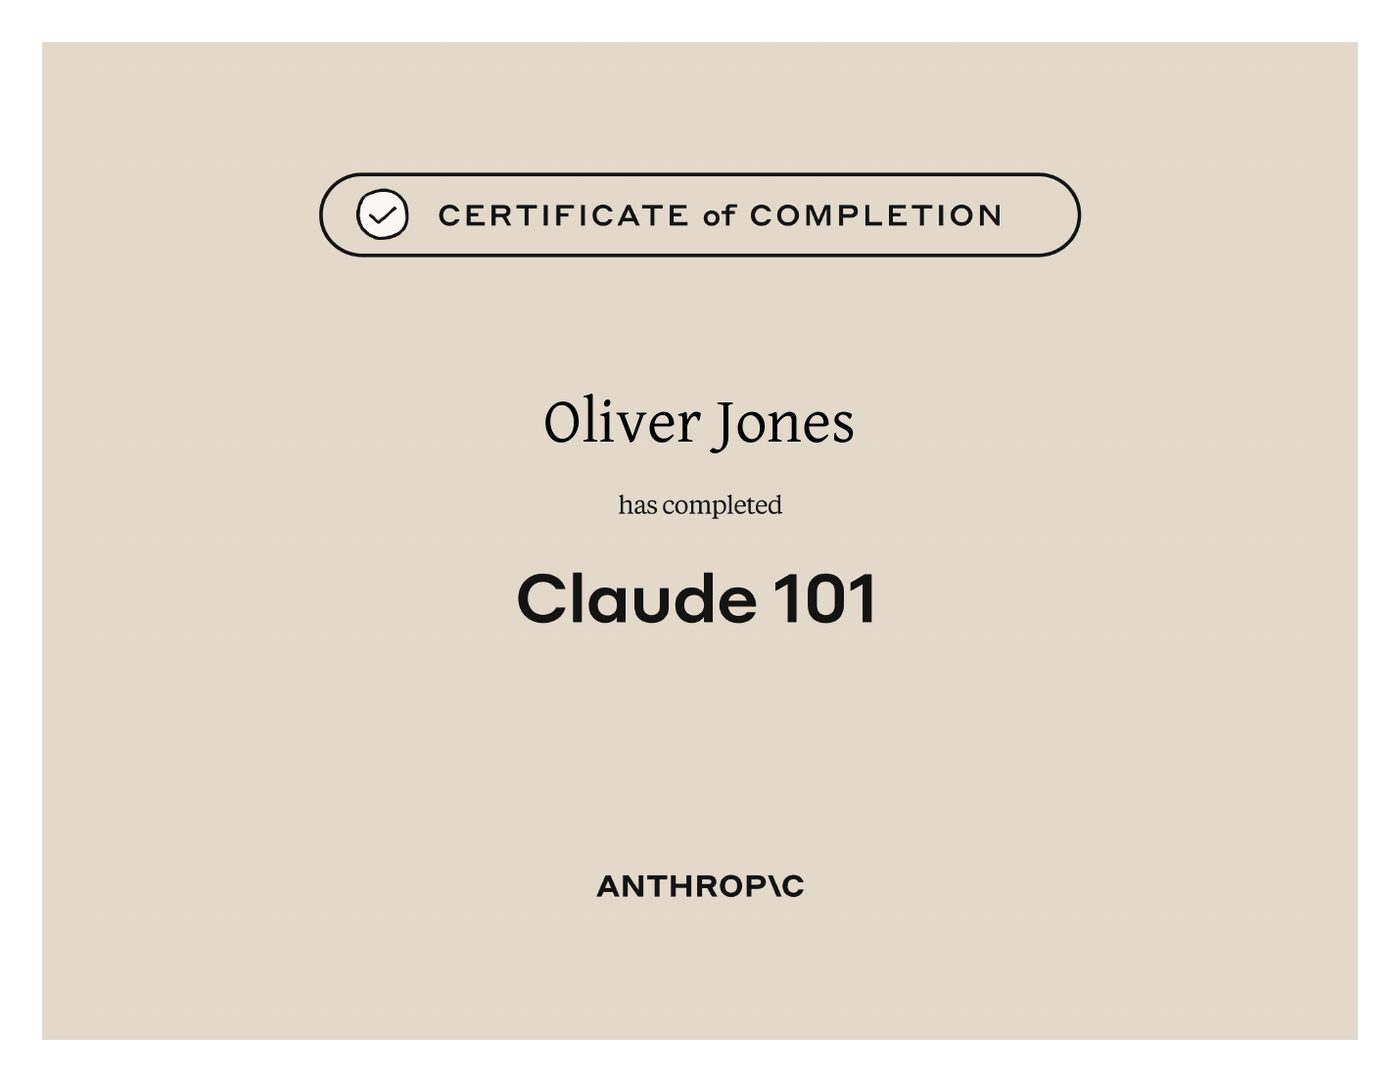 CERTIFICATE of COMPLETION
Oliver Jones
has completed
Claude 101
ANTHROP\C